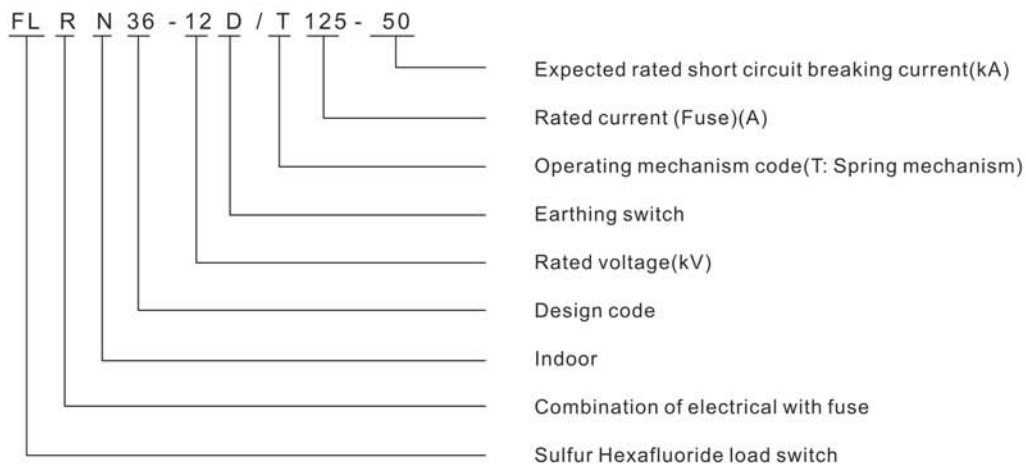 FL R N 36 - 12 D / T 125 - 50
Expected rated short circuit breaking current(kA)
Rated current (Fuse)(A)
Operating mechanism code(T: Spring mechanism)
Earthing switch
Rated voltage(kV)
Design code
Indoor
Combination of electrical with fuse
Sulfur Hexafluoride load switch